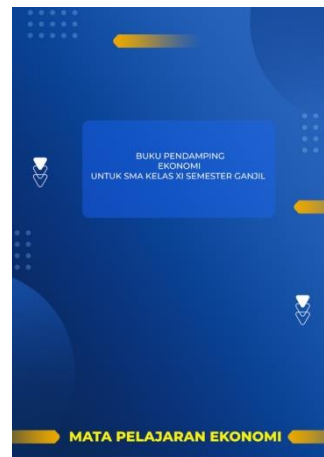 BUKU PENDAMPING
EKONOMI
UNTUK SMA KELAS XI SEMESTER GANJIL
MATA PELAJARAN EKONOMI